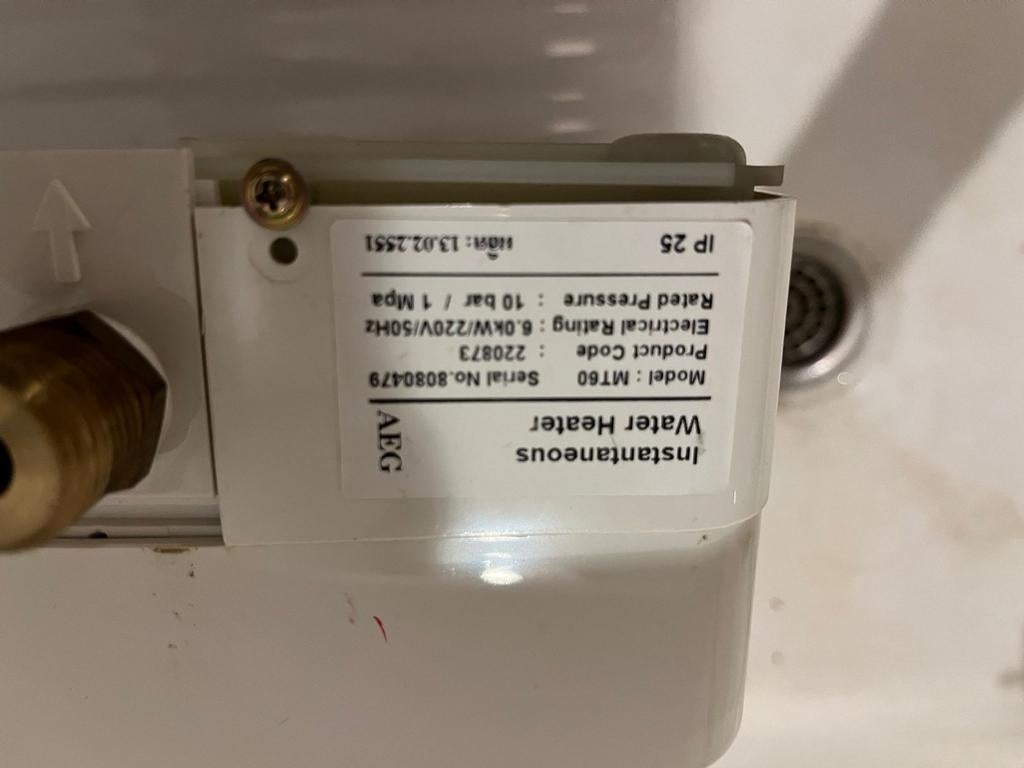 Instantaneous
Water Heater
AEG
Model : MT60 Serial No.8080479
Product Code : 220873
Electrical Rating : 6.0kW/220V/50Hz
Rated Pressure : 10 bar / 1 Mpa
IP 25 ผลิต : 13.02.2551